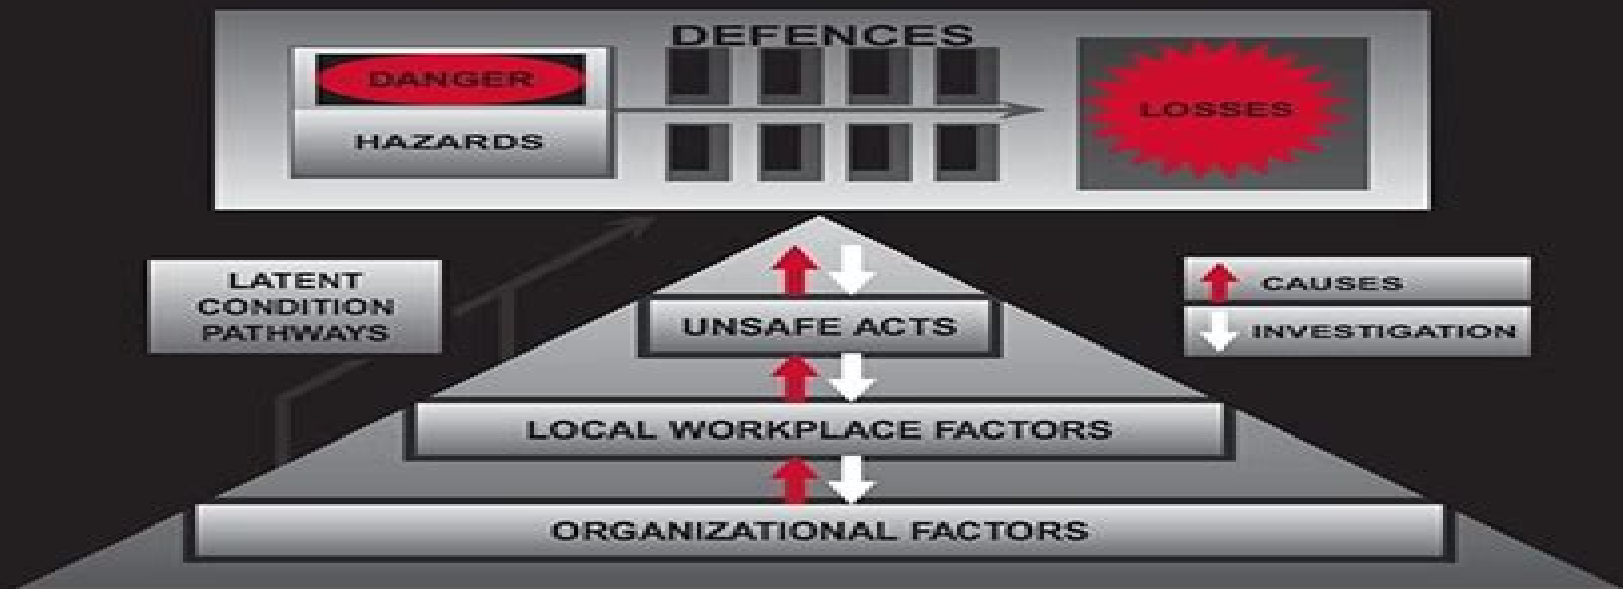 DEFENCES
DANGER
HAZARDS
LOSSES
LATENT
CONDITION
PATHWAYS
CAUSES
INVESTIGATION
UNSAFE ACTS
LOCAL WORKPLACE FACTORS
ORGANIZATIONAL FACTORS